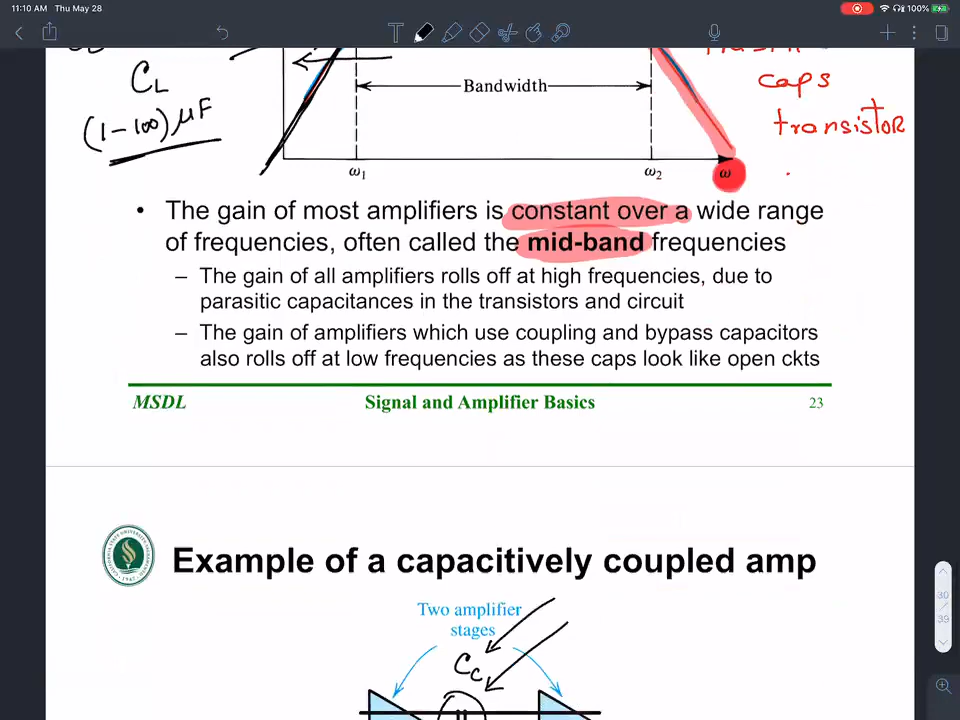 11:10 AM Thu May 28
100%
C_L
caps
(1-100) μF
Bandwidth
transistor
ω₁
ω₂
ω
• The gain of most amplifiers is constant over a wide range
of frequencies, often called the mid-band frequencies
– The gain of all amplifiers rolls off at high frequencies, due to
parasitic capacitances in the transistors and circuit
– The gain of amplifiers which use coupling and bypass capacitors
also rolls off at low frequencies as these caps look like open ckts
MSDL Signal and Amplifier Basics 23
Example of a capacitively coupled amp
Two amplifier
stages
C_c
30
39